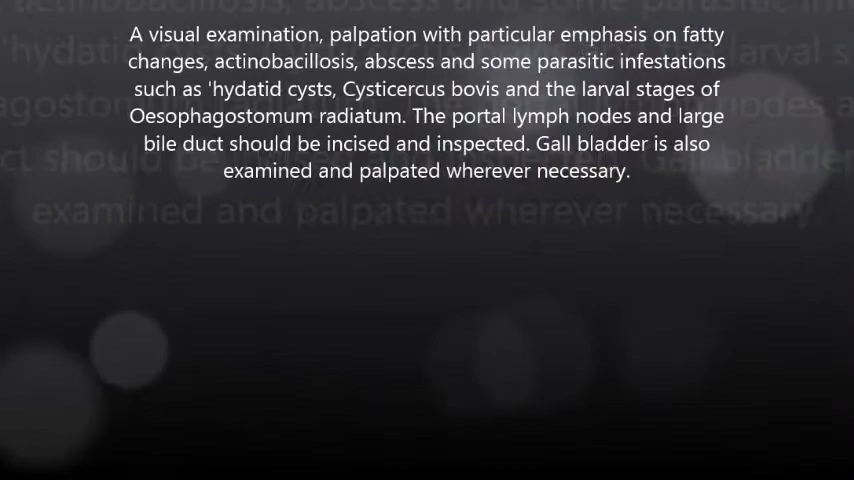 A visual examination, palpation with particular emphasis on fatty
changes, actinobacillosis, abscess and some parasitic infestations
such as 'hydatid cysts, Cysticercus bovis and the larval stages of
Oesophagostomum radiatum. The portal lymph nodes and large
bile duct should be incised and inspected. Gall bladder is also
examined and palpated wherever necessary.